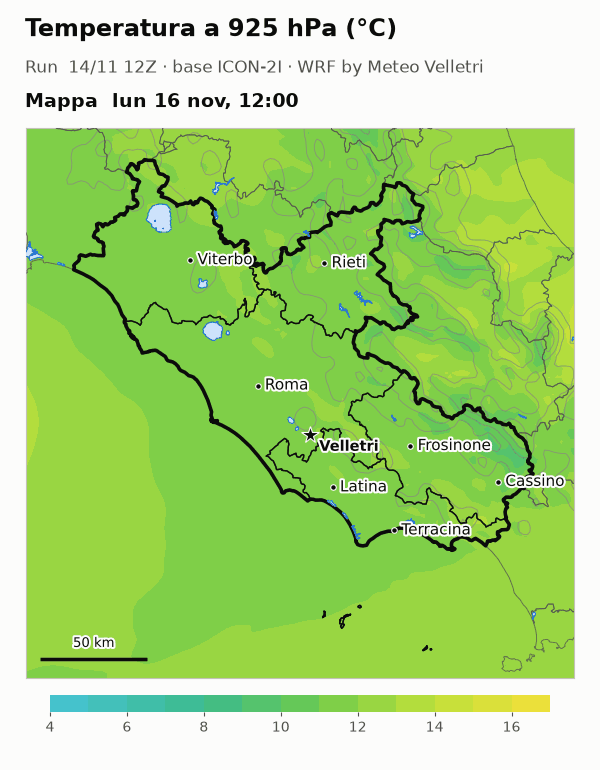 Temperatura a 925 hPa (°C)
Run  14/11 12Z · base ICON-2I · WRF by Meteo Velletri
Mappa  lun 16 nov, 12:00
Viterbo
Rieti
Roma
Velletri
Frosinone
Latina
Cassino
Terracina
50 km
4 6 8 10 12 14 16